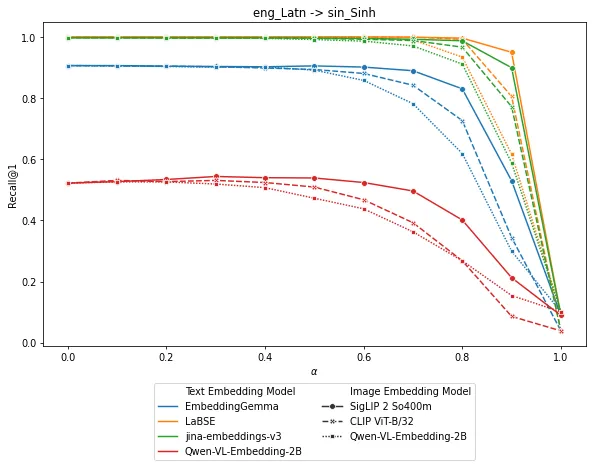 eng_Latn -> sin_Sinh
1.0
0.8
0.6
0.4
0.2
0.0
Recall@1
0.0 0.2 0.4 0.6 0.8 1.0
α
Text Embedding Model Image Embedding Model
EmbeddingGemma SigLIP 2 So400m
LaBSE CLIP ViT-B/32
jina-embeddings-v3 Qwen-VL-Embedding-2B
Qwen-VL-Embedding-2B